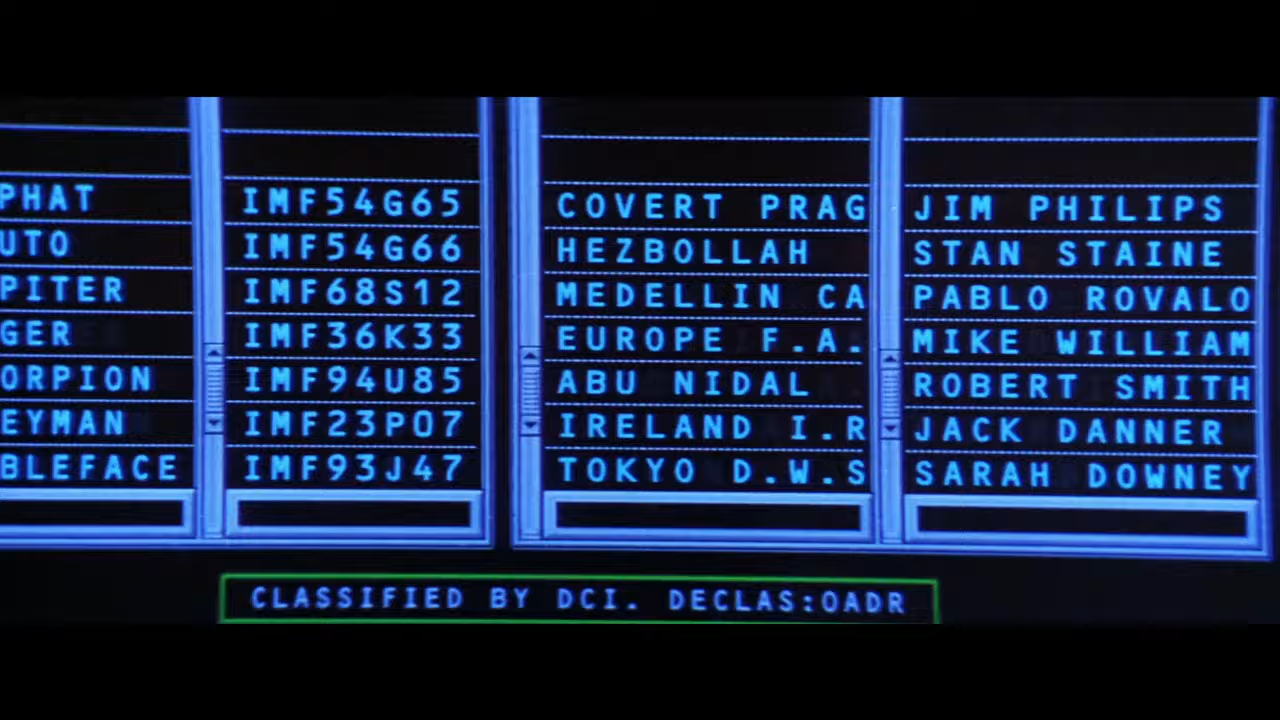 PHAT IMF54G65 COVERT PRAG JIM PHILIPS
UTO IMF54G66 HEZBOLLAH STAN STAINE
PITER IMF68S12 MEDELLIN CA PABLO ROVALO
GER IMF36K33 EUROPE F.A. MIKE WILLIAM
ORPION IMF94U85 ABU NIDAL ROBERT SMITH
EYMAN IMF23P07 IRELAND I.R JACK DANNER
BLEFACE IMF93J47 TOKYO D.W.S SARAH DOWNEY
CLASSIFIED BY DCI. DECLAS:OADR